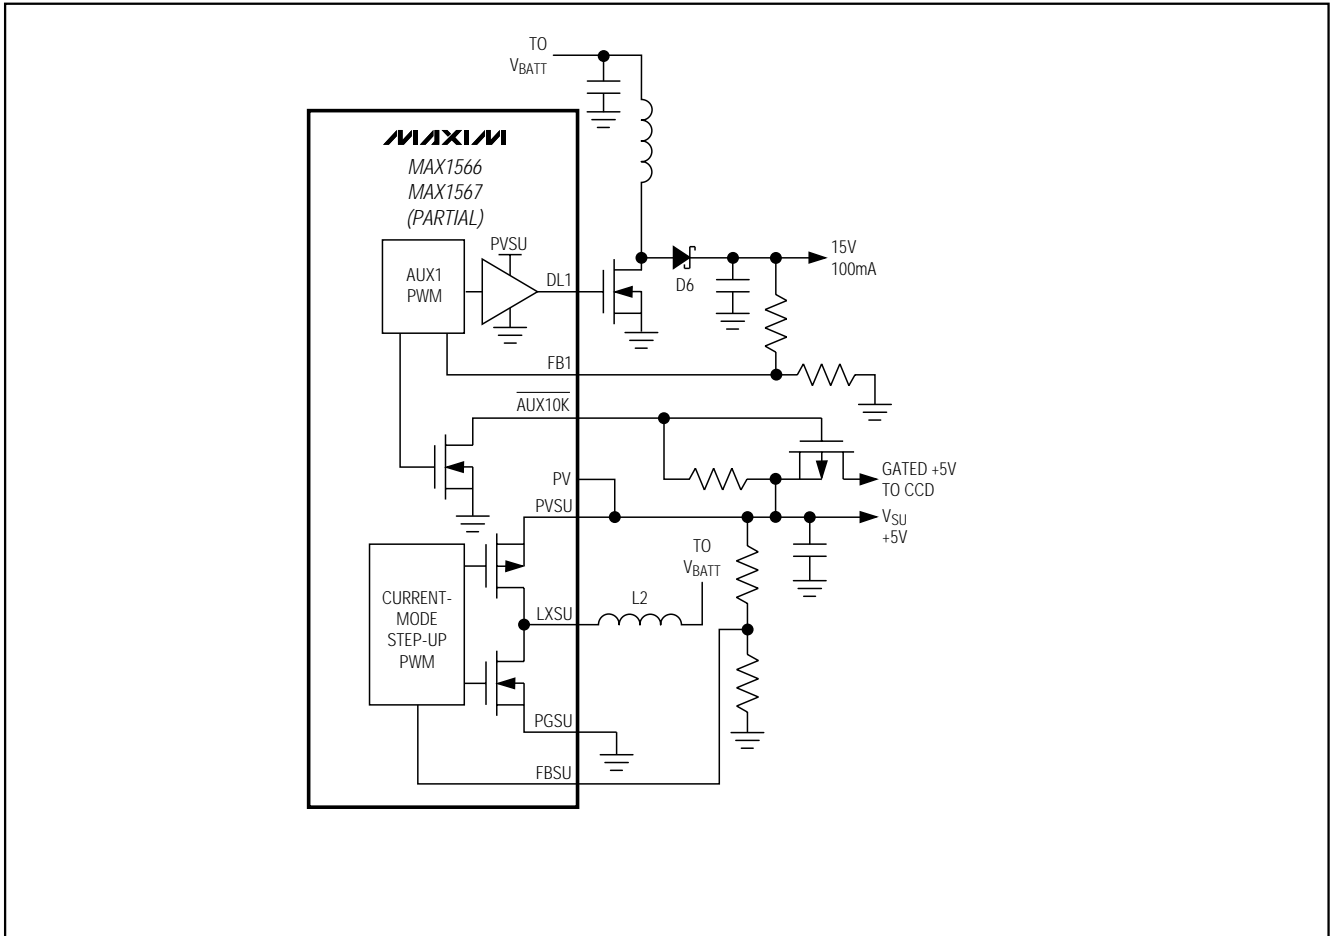 TO
VBATT
MAXIM
MAX1566
MAX1567
(PARTIAL)
PVSU
AUX1
PWM
DL1
D6
15V
100mA
FB1
AUX10K
PV
PVSU
GATED +5V
TO CCD
VSU
+5V
TO
VBATT
CURRENT-
MODE
STEP-UP
PWM
LXSU
L2
PGSU
FBSU